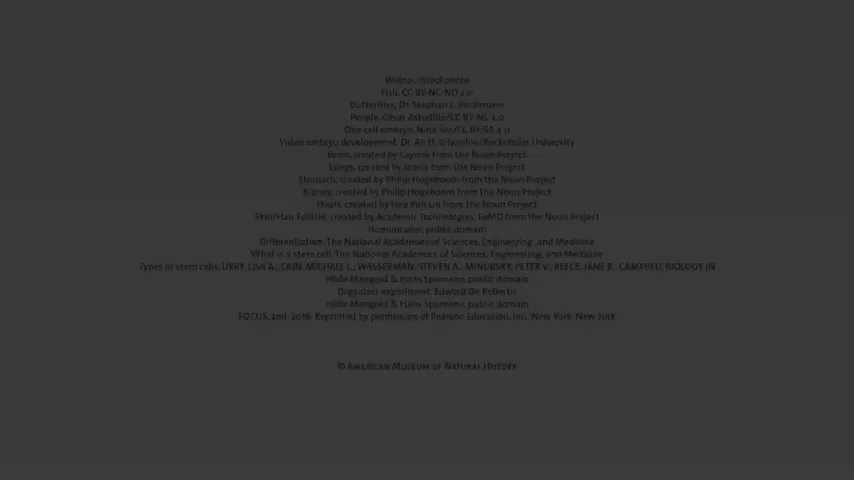 Walrus, iStockphoto
Fish, CC BY-NC-ND 2.0
Butterflies, Dr. Stephen L. Buchmann
People, César Astudillo/CC BY-NC 2.0
One cell embryo, Nina Sesi/CC BY-SA 4.0
Video embryo development, Dr. Ali H. Brivanlou/Rockefeller University
Brain, created by from the Noun Project
Lungs, created by Iconix from the Noun Project
Stomach, created by Philip Hogeboom from the Noun Project
Kidney, created by Philip Hogeboom from the Noun Project
Heart, created by Hea Poh Lin from the Noun Project
Skin/Hair Follicle, created by Academic Technologies, FoMD from the Noun Project
Homunculus, public domain
Differentiation, The National Academies of Sciences, Engineering, and Medicine
What is a stem cell, The National Academies of Sciences, Engineering, and Medicine
Types of stem cells, URRY, LISA A.; CAIN, MICHAEL L.; WASSERMAN, STEVEN A.; MINORSKY, PETER V.; REECE, JANE B., CAMPBELL BIOLOGY IN
Hilde Mangold & Hans Spemann, public domain
Organizer experiment, Edward De Robertis
Hilde Mangold & Hans Spemann, public domain
FOCUS, 2nd, 2016. Reprinted by permission of Pearson Education, Inc., New York, New York
© American Museum of Natural History